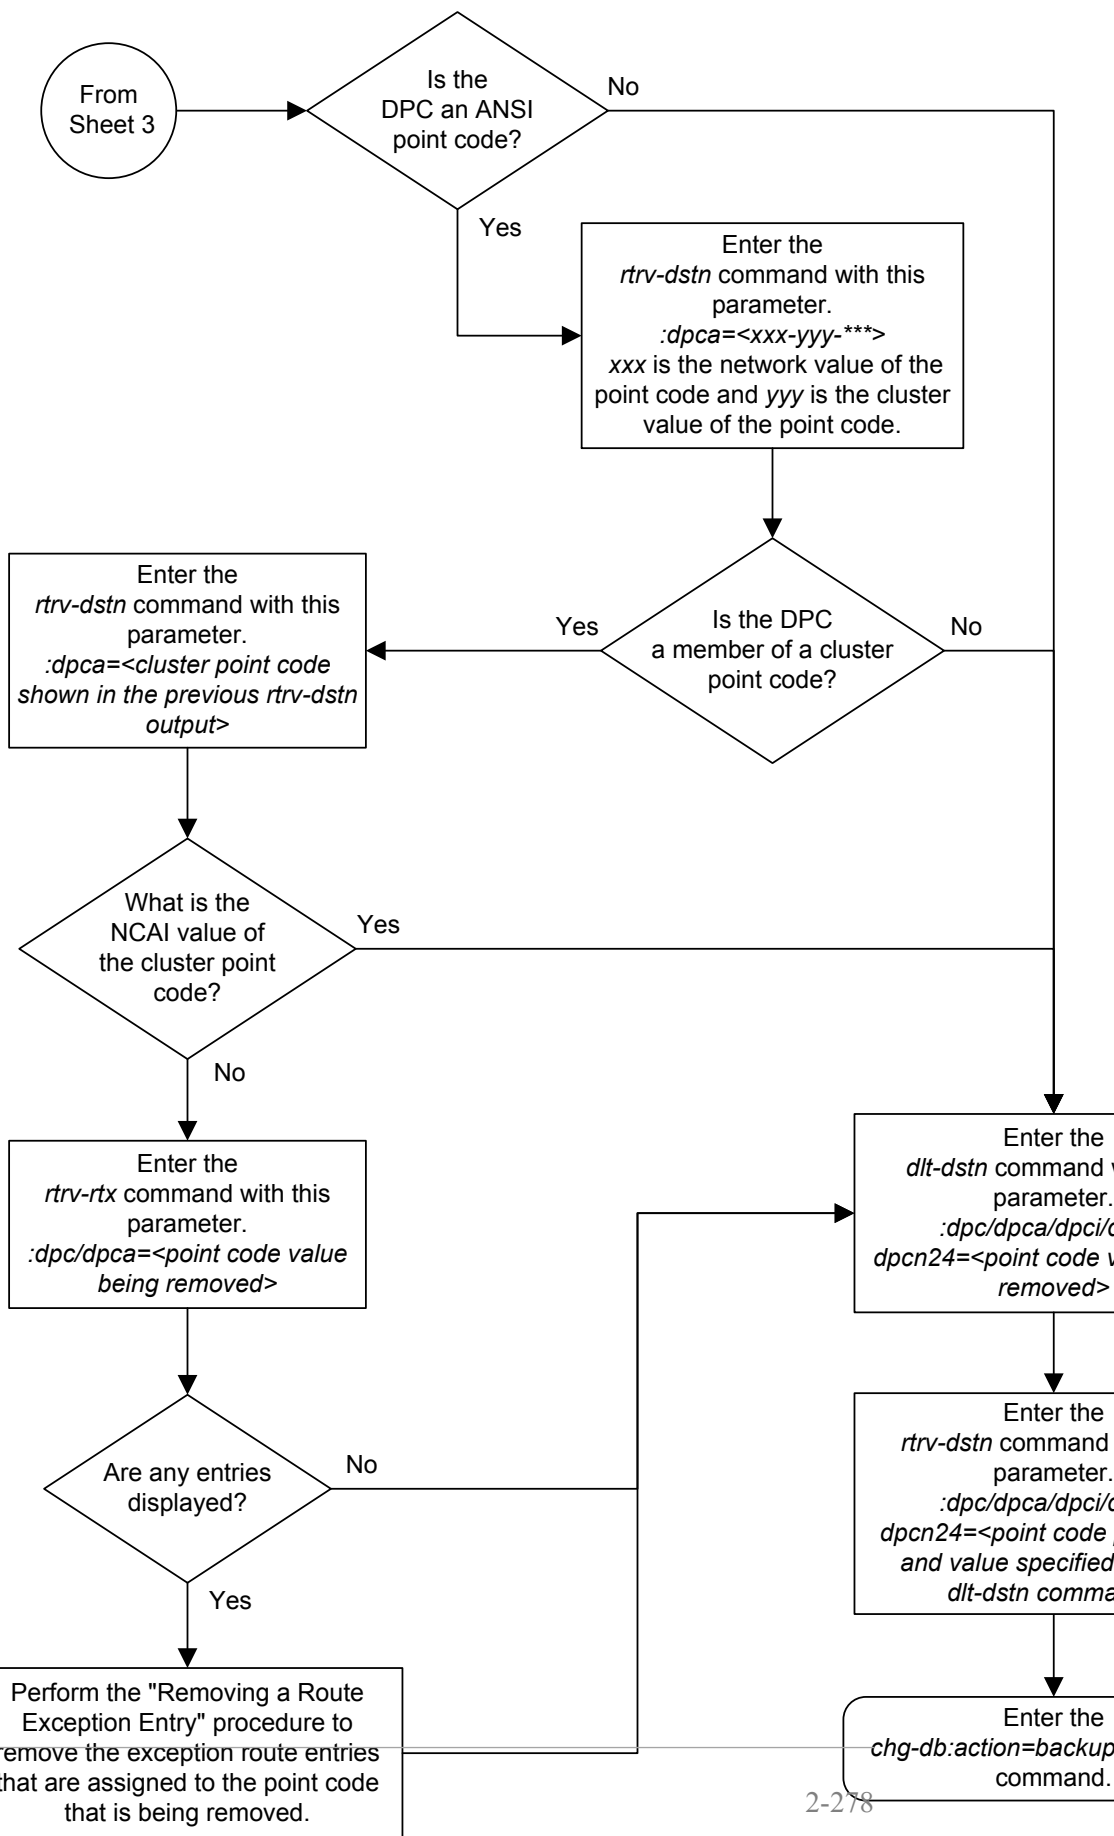 From
Sheet 3
Is the
DPC an ANSI
point code?
No
Yes
Enter the
rtrv-dstn command with this
parameter.
:dpca=<xxx-yyy-***>
xxx is the network value of the
point code and yyy is the cluster
value of the point code.
Is the DPC
a member of a cluster
point code?
Yes
No
Enter the
rtrv-dstn command with this
parameter.
:dpca=<cluster point code
shown in the previous rtrv-dstn
output>
What is the
NCAI value of
the cluster point
code?
Yes
No
Enter the
rtrv-rtx command with this
parameter.
:dpc/dpca=<point code value
being removed>
Are any entries
displayed?
No
Yes
Perform the "Removing a Route
Exception Entry" procedure to
remove the exception route entries
that are assigned to the point code
that is being removed.
Enter the
dlt-dstn command
parameter.
:dpc/dpca/dpci/
dpcn24=<point code
removed>
Enter the
rtrv-dstn command
parameter.
:dpc/dpca/dpci/
dpcn24=<point code
and value specified
dlt-dstn comma
Enter the
chg-db:action=backup
command.
2-278